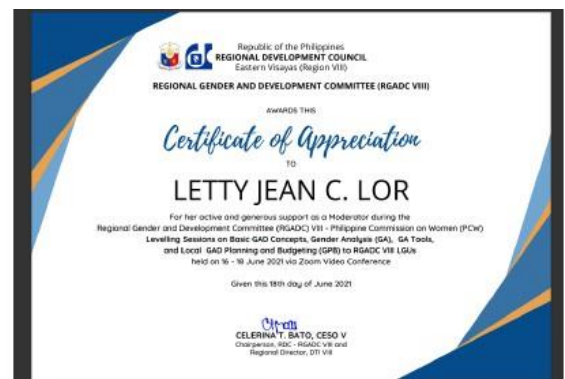 Republic of the Philippines
REGIONAL DEVELOPMENT COUNCIL
Eastern Visayas (Region VIII)
REGIONAL GENDER AND DEVELOPMENT COMMITTEE (RGADC VIII)
AWARDS THIS
Certificate of Appreciation
TO
LETTY JEAN C. LOR
For her active and generous support as a Moderator during the
Regional Gender and Development Committee (RGADC) VIII - Philippine Commission on Women (PCW)
Levelling Sessions on Basic GAD Concepts, Gender Analysis (GA), GA Tools,
and Local GAD Planning and Budgeting (GPB) to RGADC VIII LGUs
held on 16 - 18 June 2021 via Zoom Video Conference
Given this 18th day of June 2021
CELERINA T. BATO, CESO V
Chairperson, RDC - RGADC VIII and
Regional Director, DTI VIII